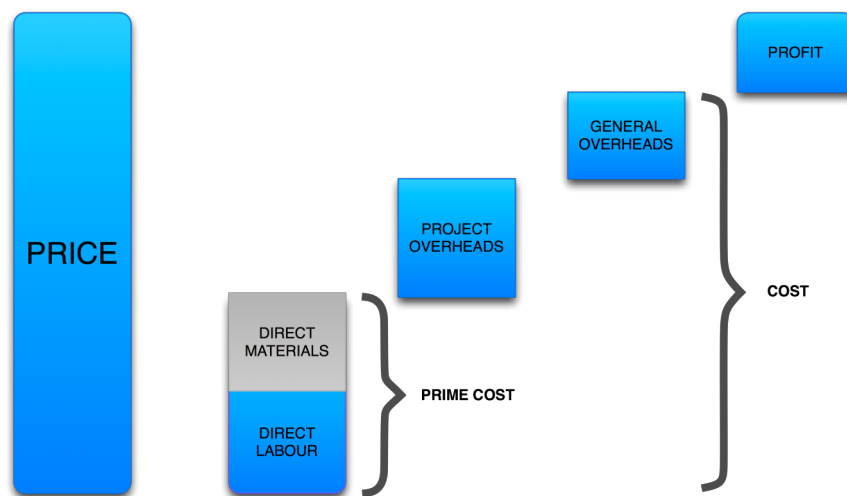 PROFIT
GENERAL
OVERHEADS
PROJECT
OVERHEADS
PRICE
COST
DIRECT
MATERIALS
PRIME COST
DIRECT
LABOUR